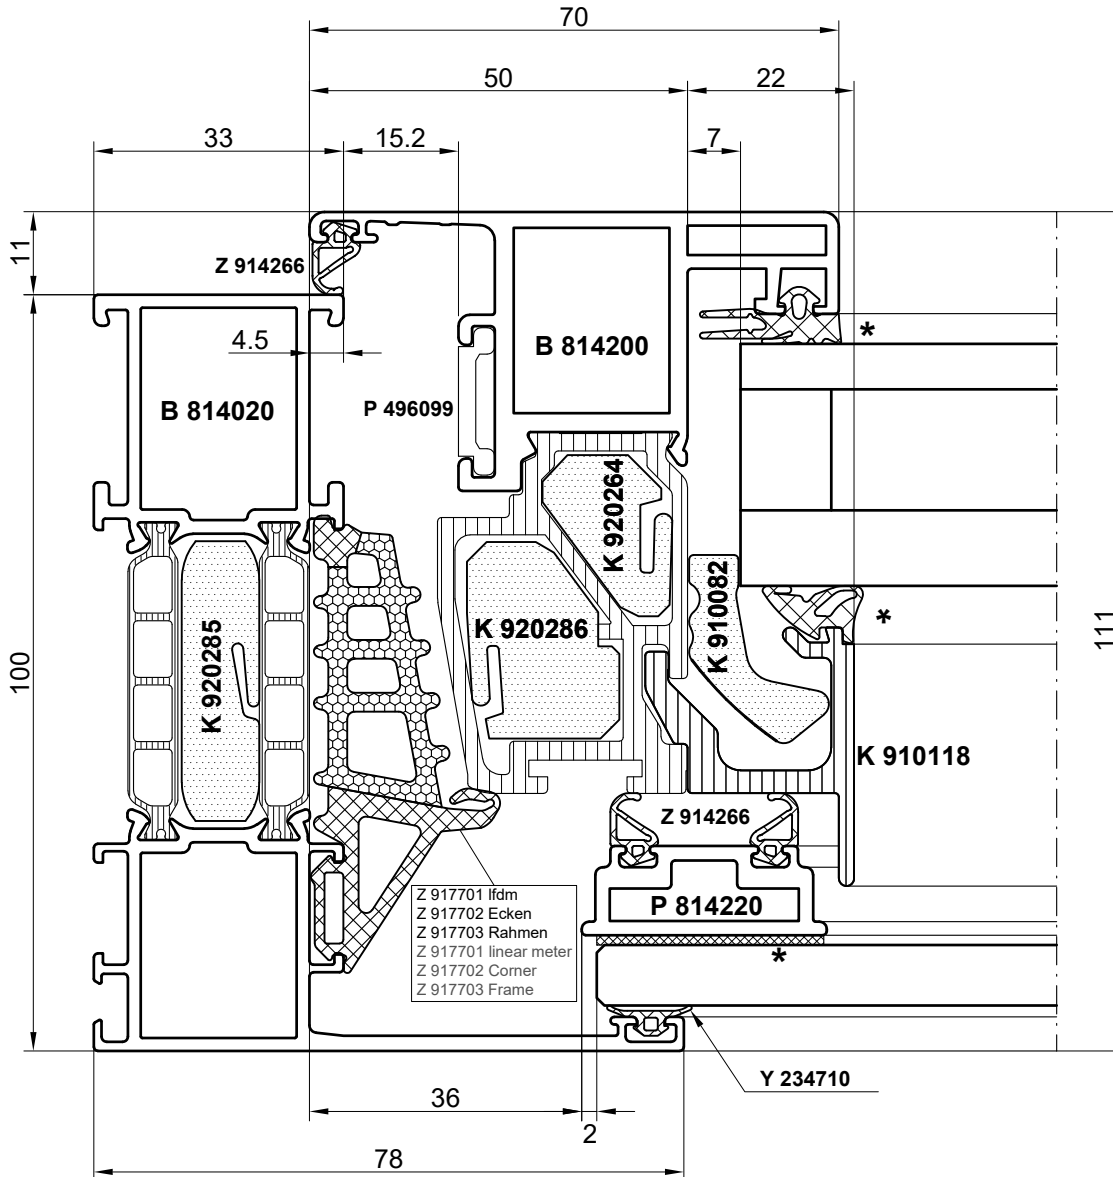 70
50
22
33
15.2
7
11
Z 914266
4.5
B 814200
*
B 814020
P 496099
K 920264
K 910082
*
K 920286
100
111
K 920285
K 910118
Z 914266
Z 917701 lfdm
Z 917702 Ecken
Z 917703 Rahmen
Z 917701 linear meter
Z 917702 Corner
Z 917703 Frame
P 814220
*
Y 234710
36
2
78